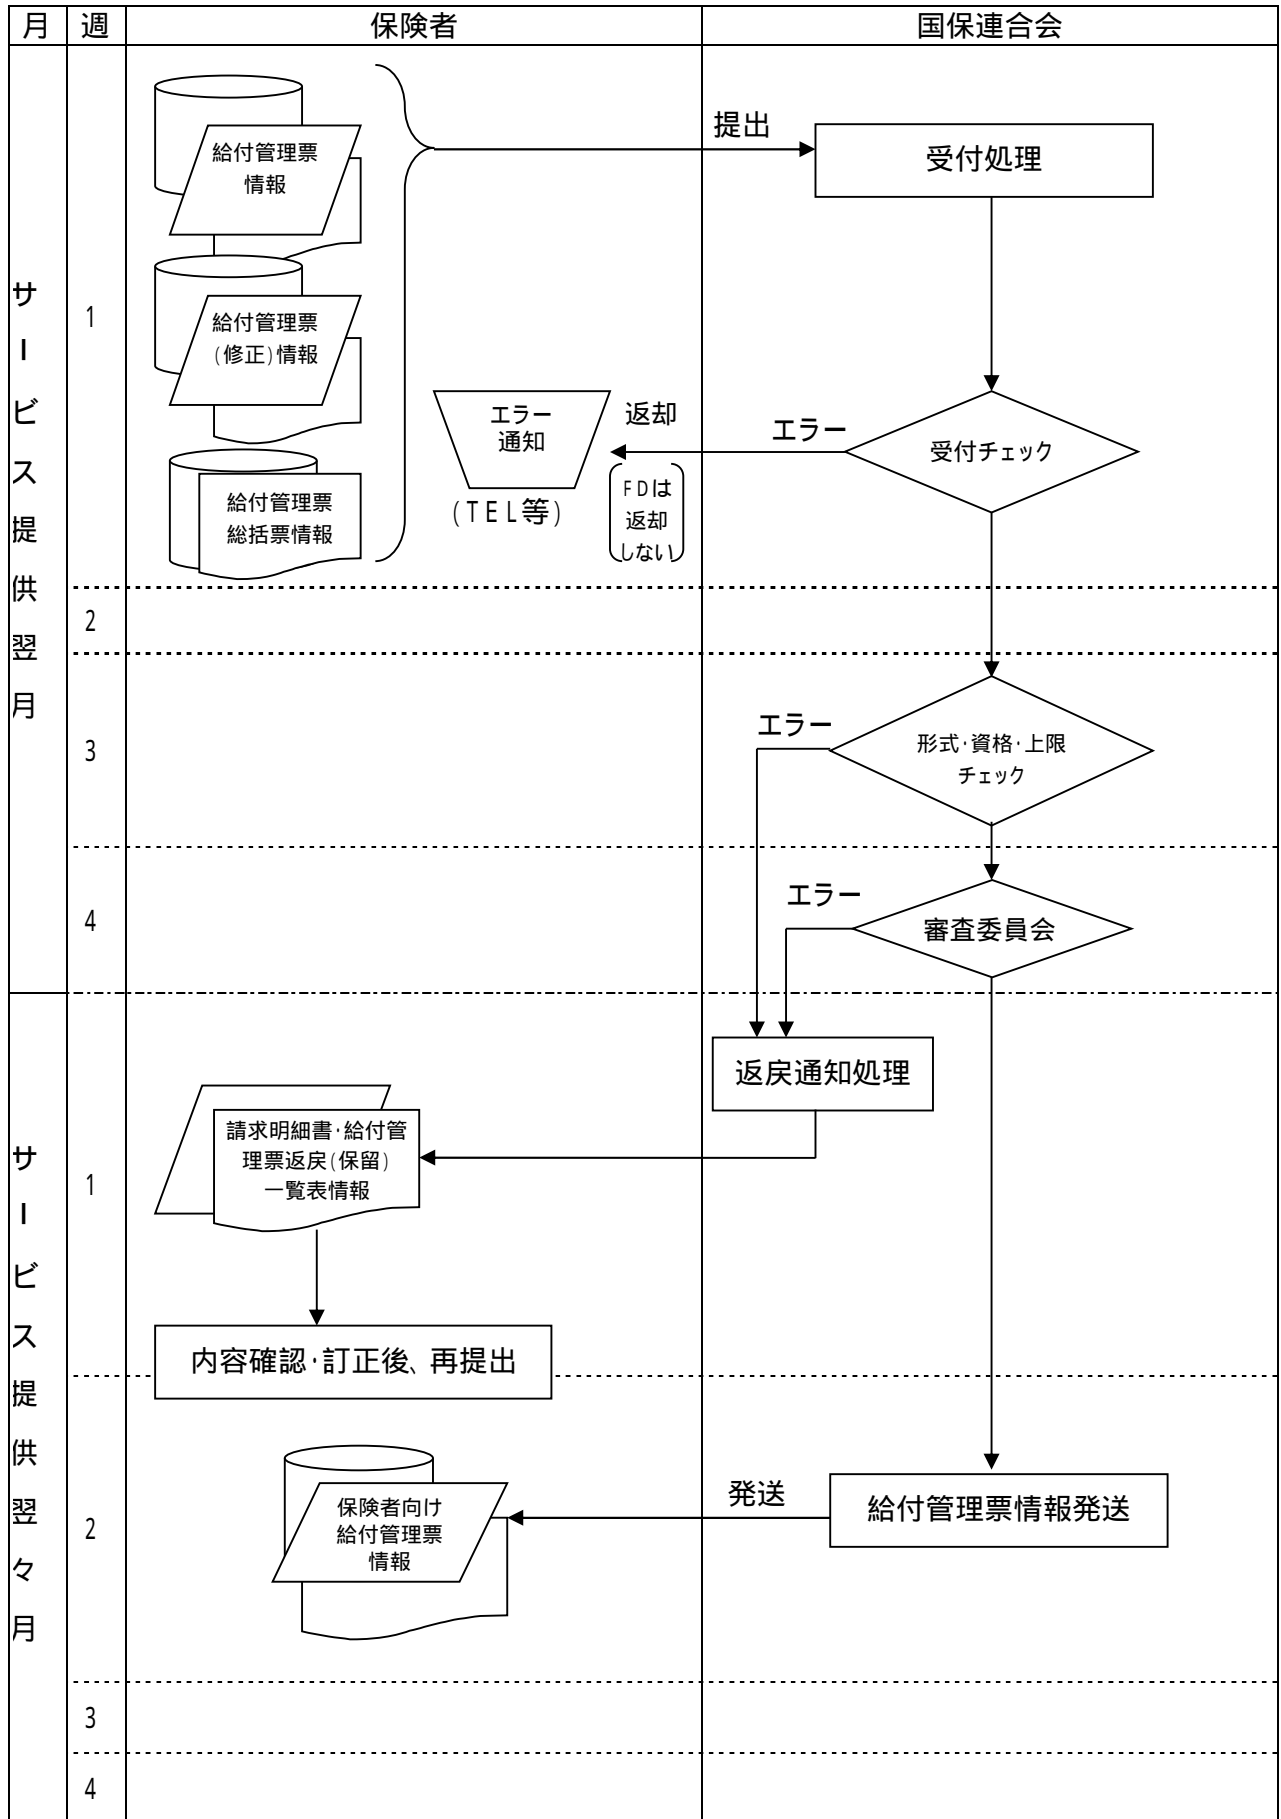 月
週
保険者
国保連合会
サービス提供翌月
1
給付管理票
情報
給付管理票
(修正)情報
給付管理票
総括票情報
提出
受付処理
受付チェック
エラー
返却
FDは
返却
しない
エラー
通知
(TEL等)
2
3
エラー
形式・資格・上限
チェック
4
エラー
審査委員会
サービス提供翌々月
1
返戻通知処理
請求明細書・給付管
理票返戻(保留)
一覧表情報
内容確認・訂正後、再提出
2
発送
給付管理票情報発送
保険者向け
給付管理票
情報
3
4